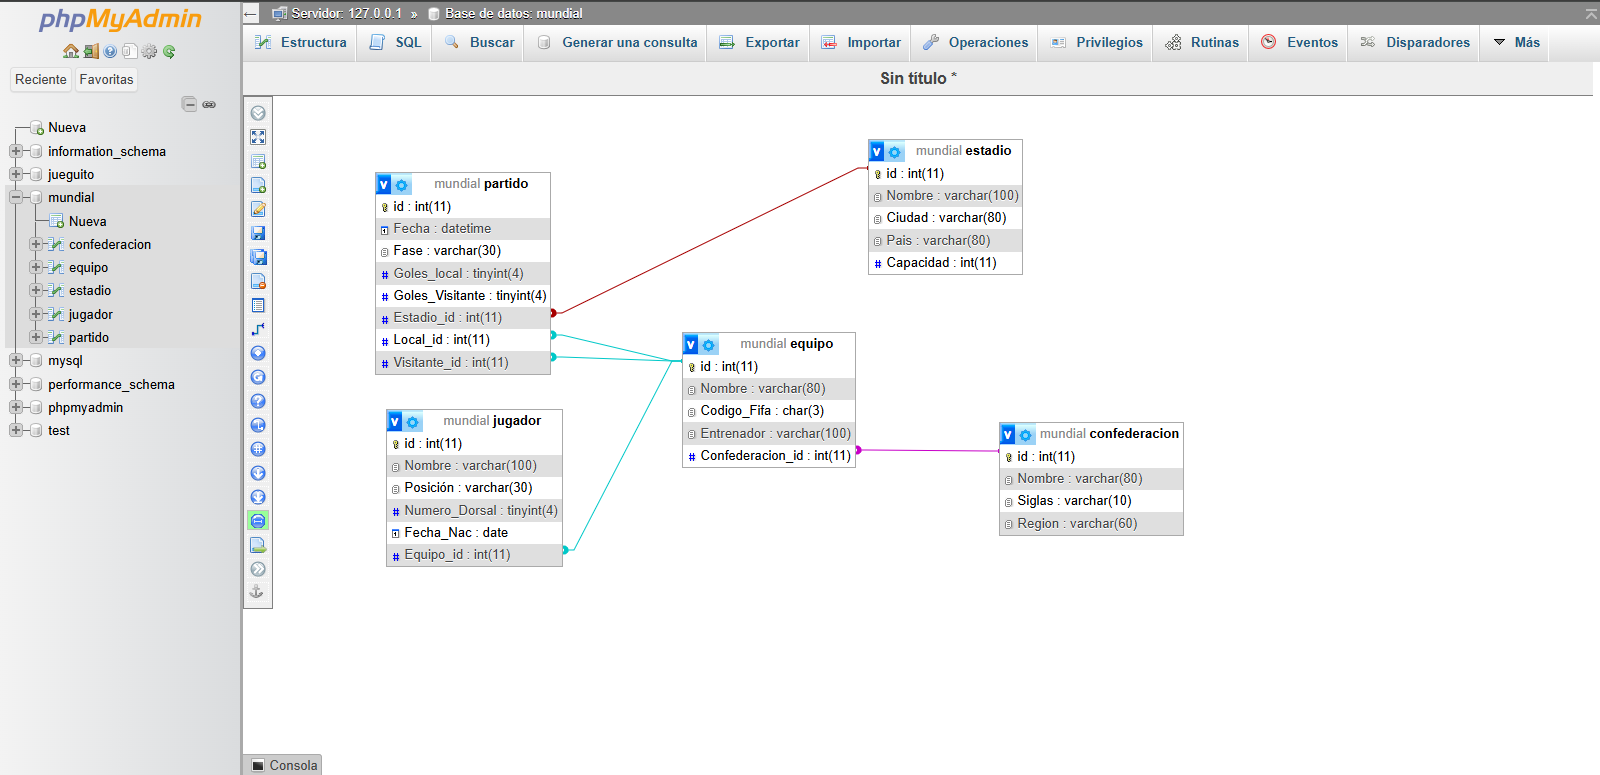 phpMyAdmin
Reciente
Favoritas
Nueva
information_schema
jueguito
mundial
Nueva
confederacion
equipo
estadio
jugador
partido
mysql
performance_schema
phpmyadmin
test
Servidor: 127.0.0.1 » Base de datos: mundial
Estructura
SQL
Buscar
Generar una consulta
Exportar
Importar
Operaciones
Privilegios
Rutinas
Eventos
Disparadores
Más
Sin título *
mundial partido
id : int(11)
Fecha : datetime
Fase : varchar(30)
Goles_local : tinyint(4)
Goles_Visitante : tinyint(4)
Estadio_id : int(11)
Local_id : int(11)
Visitante_id : int(11)
mundial estadio
id : int(11)
Nombre : varchar(100)
Ciudad : varchar(80)
Pais : varchar(80)
Capacidad : int(11)
mundial equipo
id : int(11)
Nombre : varchar(80)
Codigo_Fifa : char(3)
Entrenador : varchar(100)
Confederacion_id : int(11)
mundial jugador
id : int(11)
Nombre : varchar(100)
Posición : varchar(30)
Numero_Dorsal : tinyint(4)
Fecha_Nac : date
Equipo_id : int(11)
mundial confederacion
id : int(11)
Nombre : varchar(80)
Siglas : varchar(10)
Region : varchar(60)
Consola